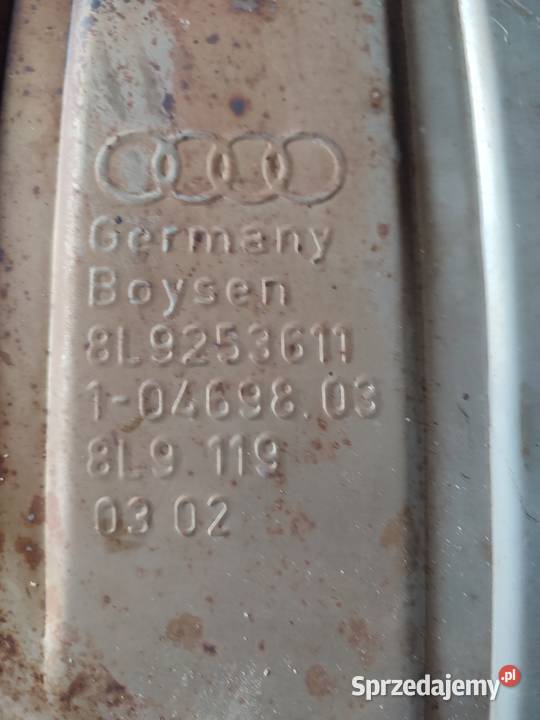 Germany
Boysen
8L9253611
1-04698.03
8L9 119
03 02
Sprzedajemy.pl